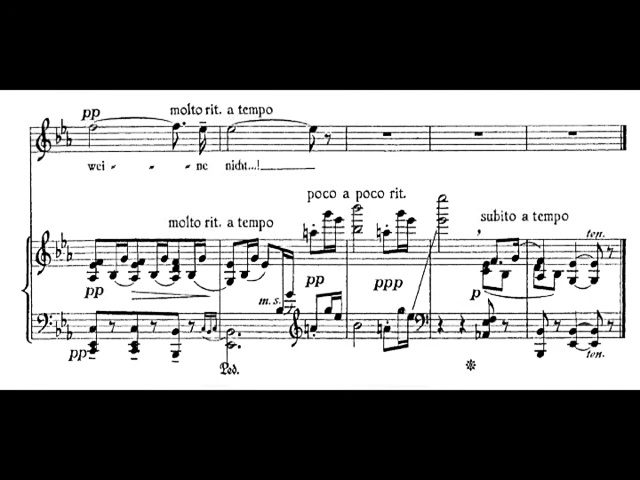 pp molto rit. a tempo
wei - - - ne nicht...!
poco a poco rit.
molto rit. a tempo subito a tempo ten.
pp m.s. pp ppp p
pp Ped. ten.